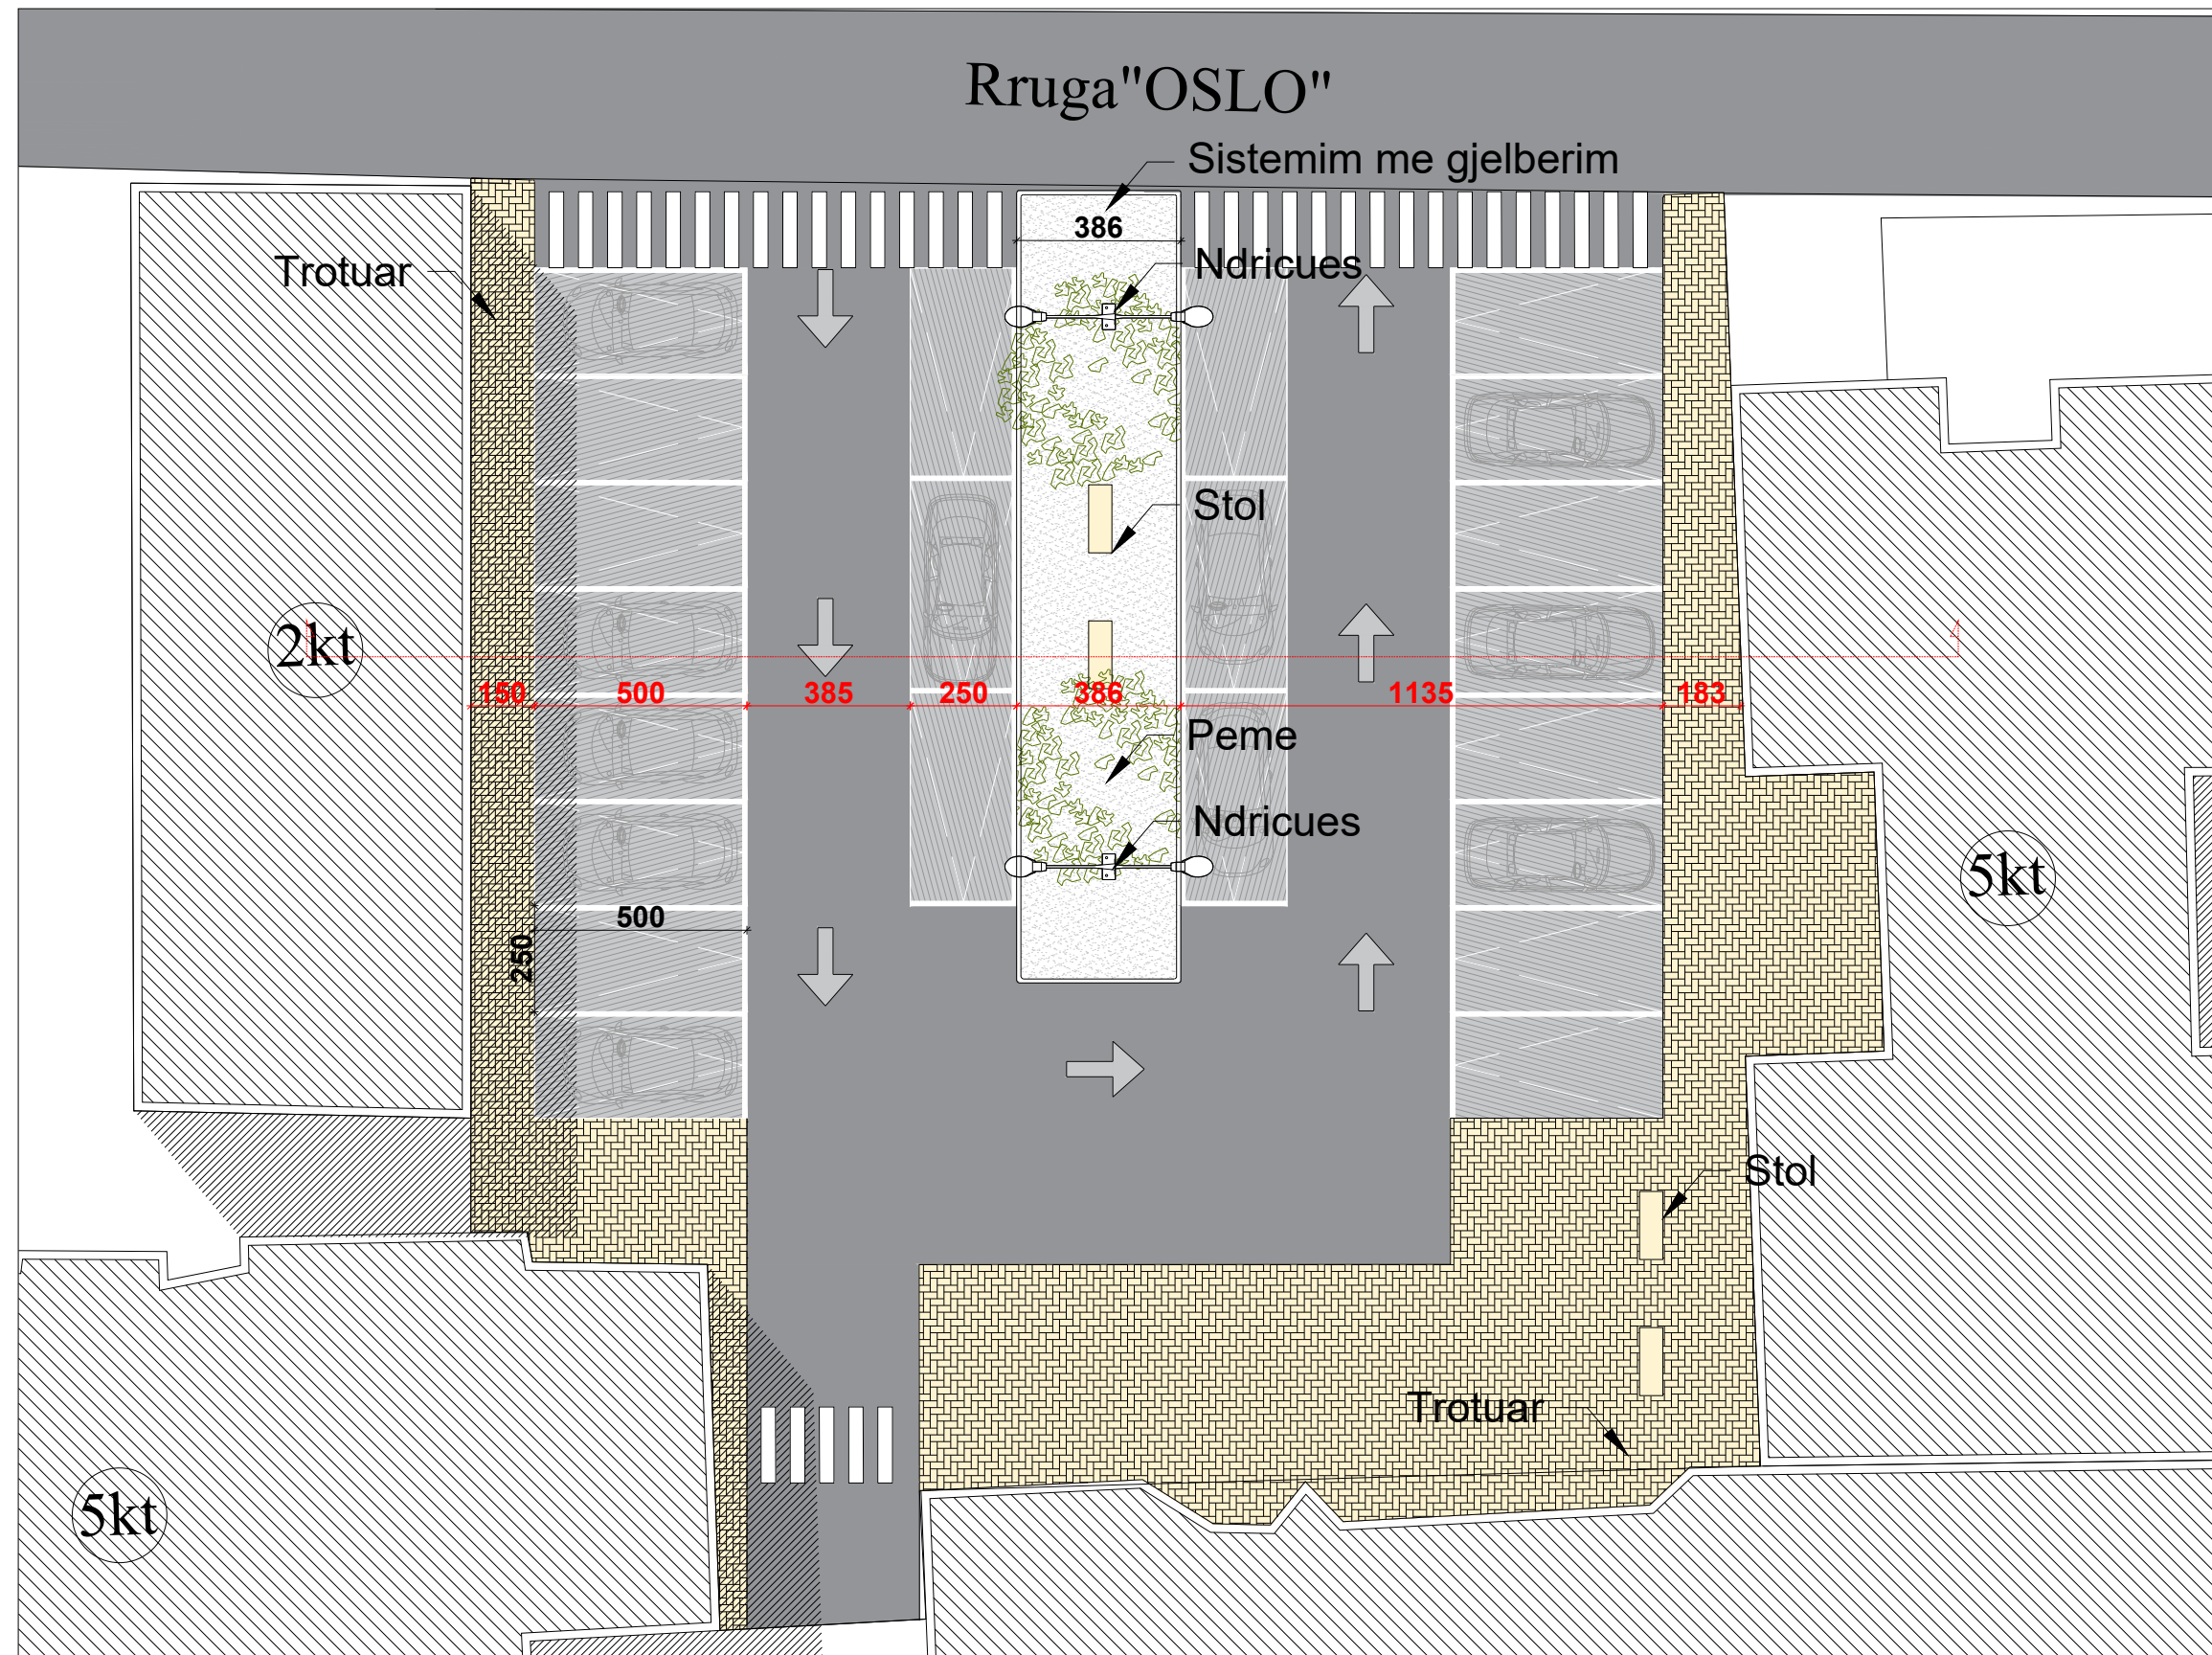 Rruga"OSLO"
Sistemim me gjelberim
386
Ndricues
Trotuar
Stol
2kt
150 500 385 250 386 1135 183
Peme
Ndricues
5kt
500
250
Stol
Trotuar
5kt